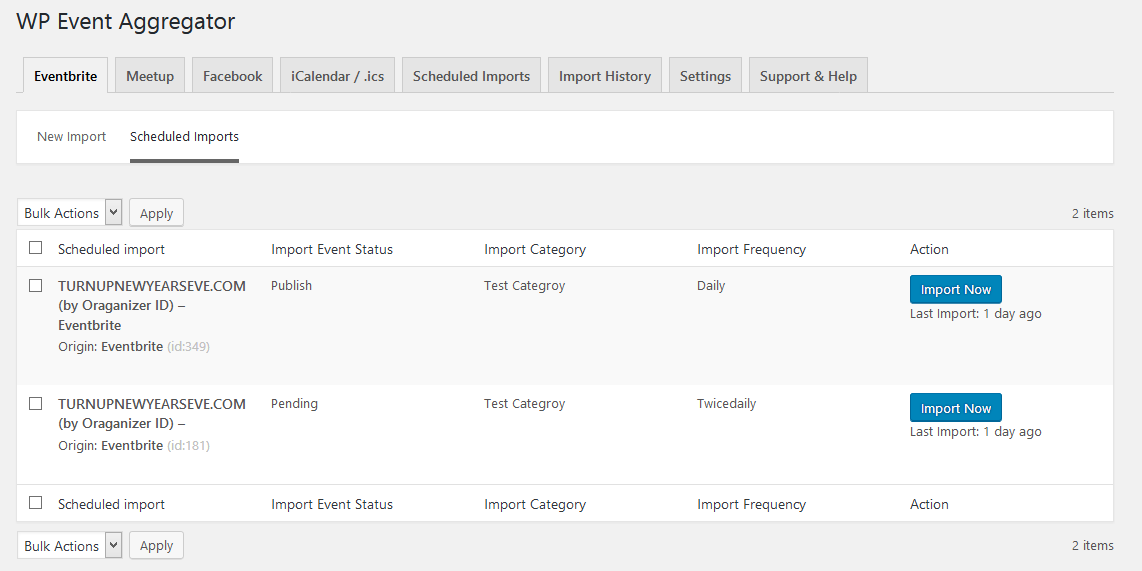 WP Event Aggregator
Eventbrite Meetup Facebook iCalendar / .ics Scheduled Imports Import History Settings Support & Help
New Import Scheduled Imports
Bulk Actions Apply 2 items
Scheduled import Import Event Status Import Category Import Frequency Action
TURNUPNEWYEARSEVE.COM Publish Test Categroy Daily Import Now
(by Oraganizer ID) – Last Import: 1 day ago
Eventbrite
Origin: Eventbrite (id:349)
TURNUPNEWYEARSEVE.COM Pending Test Categroy Twicedaily Import Now
(by Oraganizer ID) – Last Import: 1 day ago
Origin: Eventbrite (id:181)
Scheduled import Import Event Status Import Category Import Frequency Action
Bulk Actions Apply 2 items